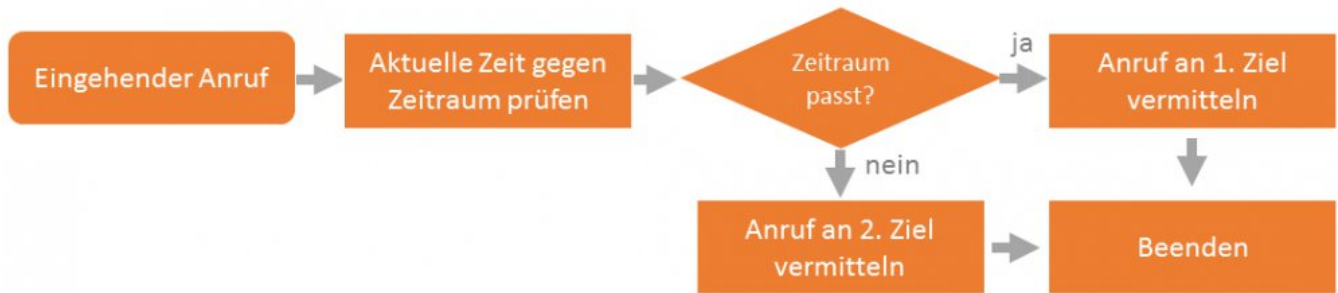 Eingehender Anruf
Aktuelle Zeit gegen
Zeitraum prüfen
Zeitraum
passt?
ja
Anruf an 1. Ziel
vermitteln
nein
Anruf an 2. Ziel
vermitteln
Beenden